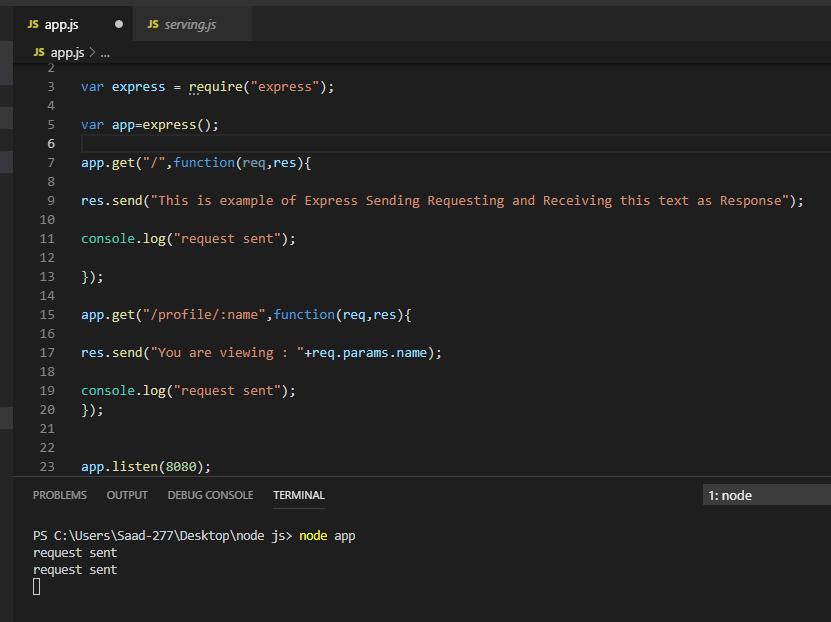 JS app.js ● JS serving.js
JS app.js > ...
2
3 var express = require("express");
4
5 var app=express();
6
7 app.get("/",function(req,res){
8
9 res.send("This is example of Express Sending Requesting and Receiving this text as Response");
10
11 console.log("request sent");
12
13 });
14
15 app.get("/profile/:name",function(req,res){
16
17 res.send("You are viewing : "+req.params.name);
18
19 console.log("request sent");
20 });
21
22
23 app.listen(8080);
PROBLEMS OUTPUT DEBUG CONSOLE TERMINAL 1: node
PS C:\Users\Saad-277\Desktop\node js> node app
request sent
request sent